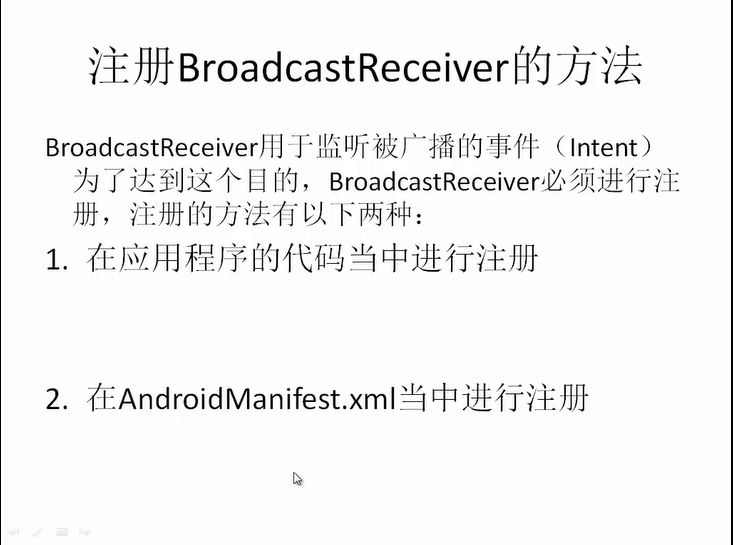 注册BroadcastReceiver的方法
BroadcastReceiver用于监听被广播的事件（Intent）
为了达到这个目的，BroadcastReceiver必须进行注
册，注册的方法有以下两种：
1. 在应用程序的代码当中进行注册
2. 在AndroidManifest.xml当中进行注册